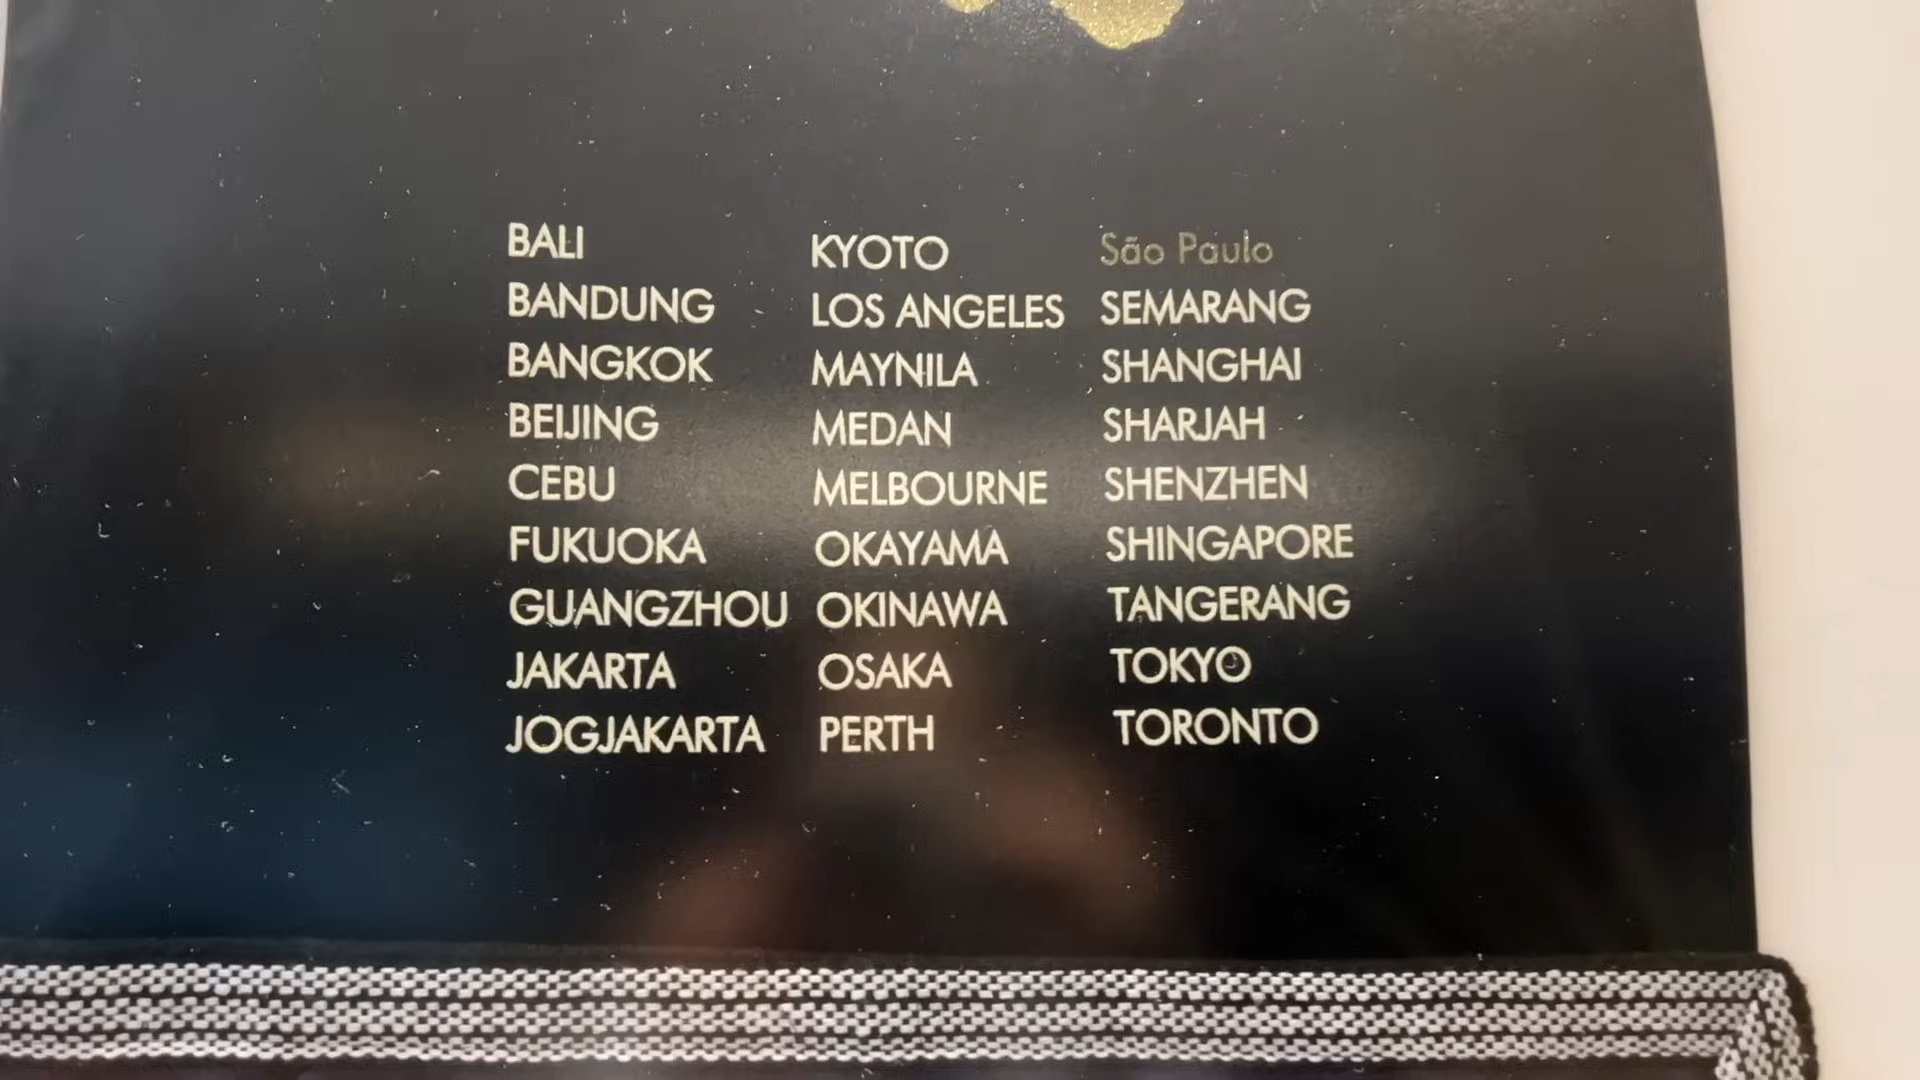 BALI
BANDUNG
BANGKOK
BEIJING
CEBU
FUKUOKA
GUANGZHOU
JAKARTA
JOGJAKARTA
KYOTO
LOS ANGELES
MAYNILA
MEDAN
MELBOURNE
OKAYAMA
OKINAWA
OSAKA
PERTH
São Paulo
SEMARANG
SHANGHAI
SHARJAH
SHENZHEN
SHINGAPORE
TANGERANG
TOKYO
TORONTO